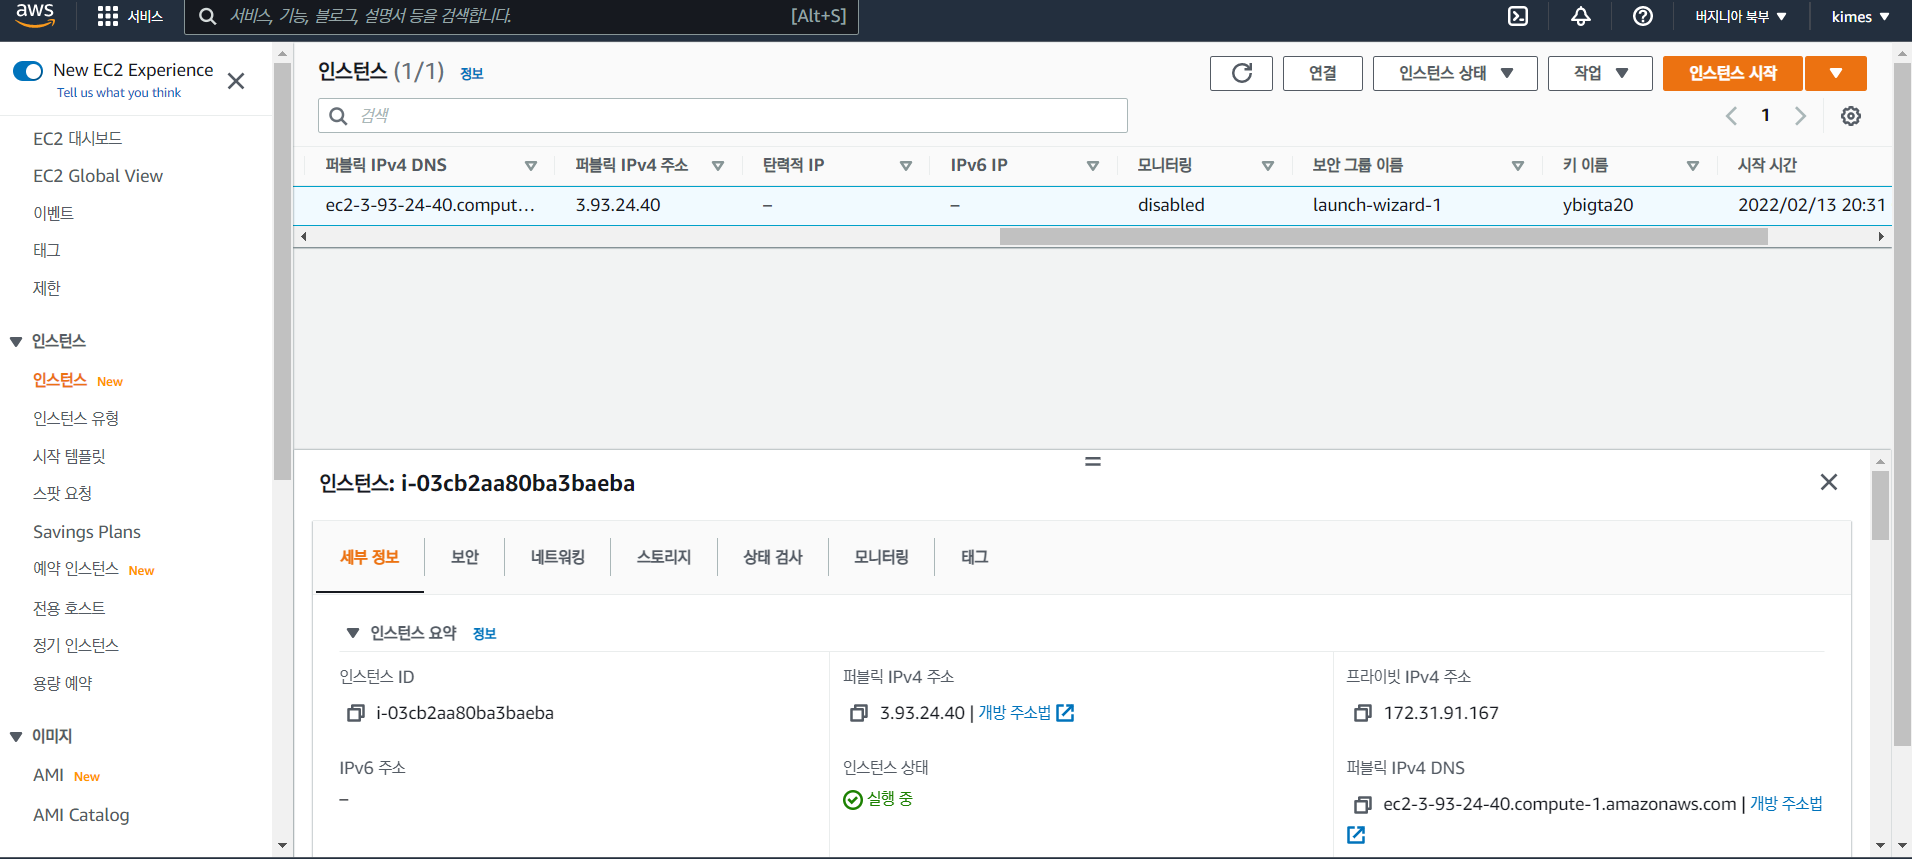 aws
서비스
서비스, 기능, 블로그, 설명서 등을 검색합니다.
[Alt+S]
버지니아 북부 ▼
kimes ▼
New EC2 Experience
Tell us what you think
EC2 대시보드
EC2 Global View
이벤트
태그
제한
인스턴스
인스턴스 New
인스턴스 유형
시작 템플릿
스팟 요청
Savings Plans
예약 인스턴스 New
전용 호스트
정기 인스턴스
용량 예약
이미지
AMI New
AMI Catalog
인스턴스 (1/1) 정보
연결
인스턴스 상태 ▼
작업 ▼
인스턴스 시작
검색
1
퍼블릭 IPv4 DNS
퍼블릭 IPv4 주소
탄력적 IP
IPv6 IP
모니터링
보안 그룹 이름
키 이름
시작 시간
ec2-3-93-24-40.comput…
3.93.24.40
–
–
disabled
launch-wizard-1
ybigta20
2022/02/13 20:31
인스턴스: i-03cb2aa80ba3baeba
세부 정보
보안
네트워킹
스토리지
상태 검사
모니터링
태그
▼ 인스턴스 요약 정보
인스턴스 ID
i-03cb2aa80ba3baeba
퍼블릭 IPv4 주소
3.93.24.40 | 개방 주소법
프라이빗 IPv4 주소
172.31.91.167
IPv6 주소
–
인스턴스 상태
실행 중
퍼블릭 IPv4 DNS
ec2-3-93-24-40.compute-1.amazonaws.com | 개방 주소법